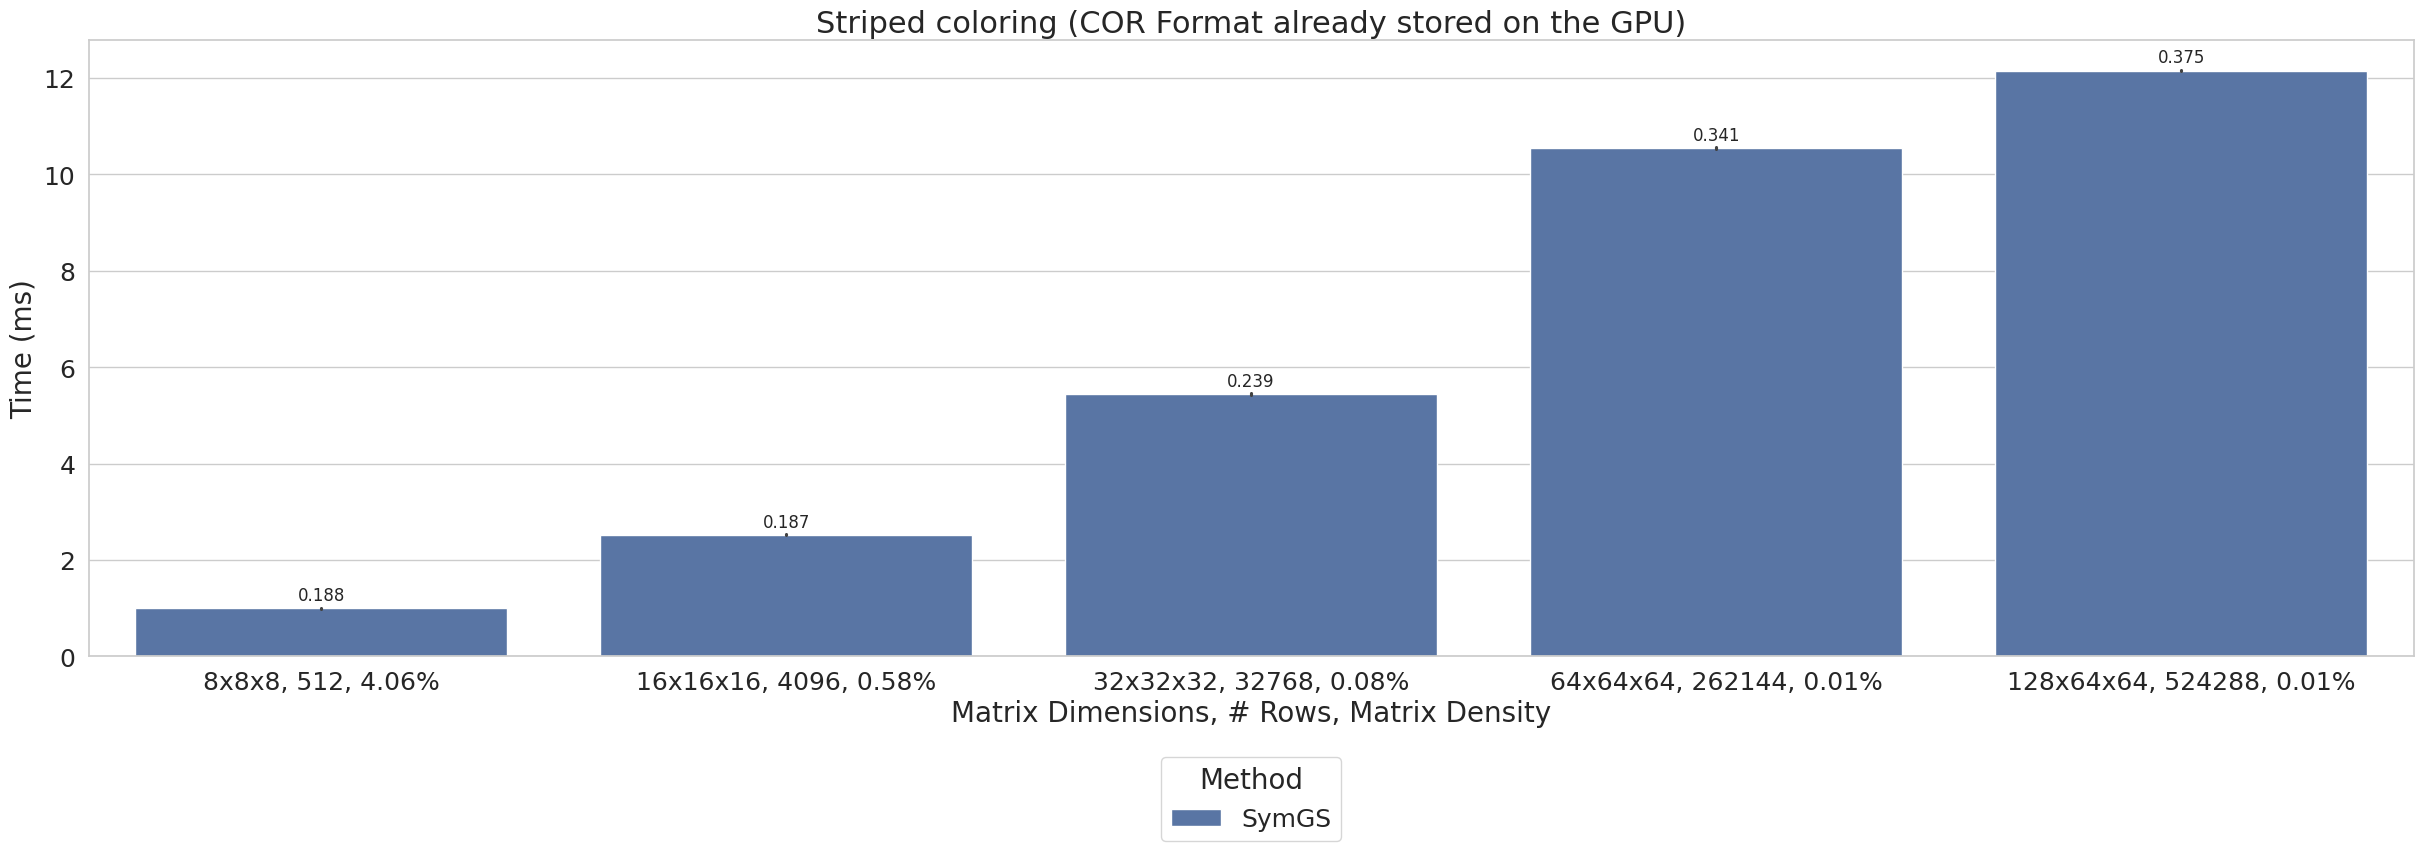 Striped coloring (COR Format already stored on the GPU)
Time (ms)
12
10
8
6
4
2
0
0.188
0.187
0.239
0.341
0.375
8x8x8, 512, 4.06%
16x16x16, 4096, 0.58%
32x32x32, 32768, 0.08%
64x64x64, 262144, 0.01%
128x64x64, 524288, 0.01%
Matrix Dimensions, # Rows, Matrix Density
Method
SymGS